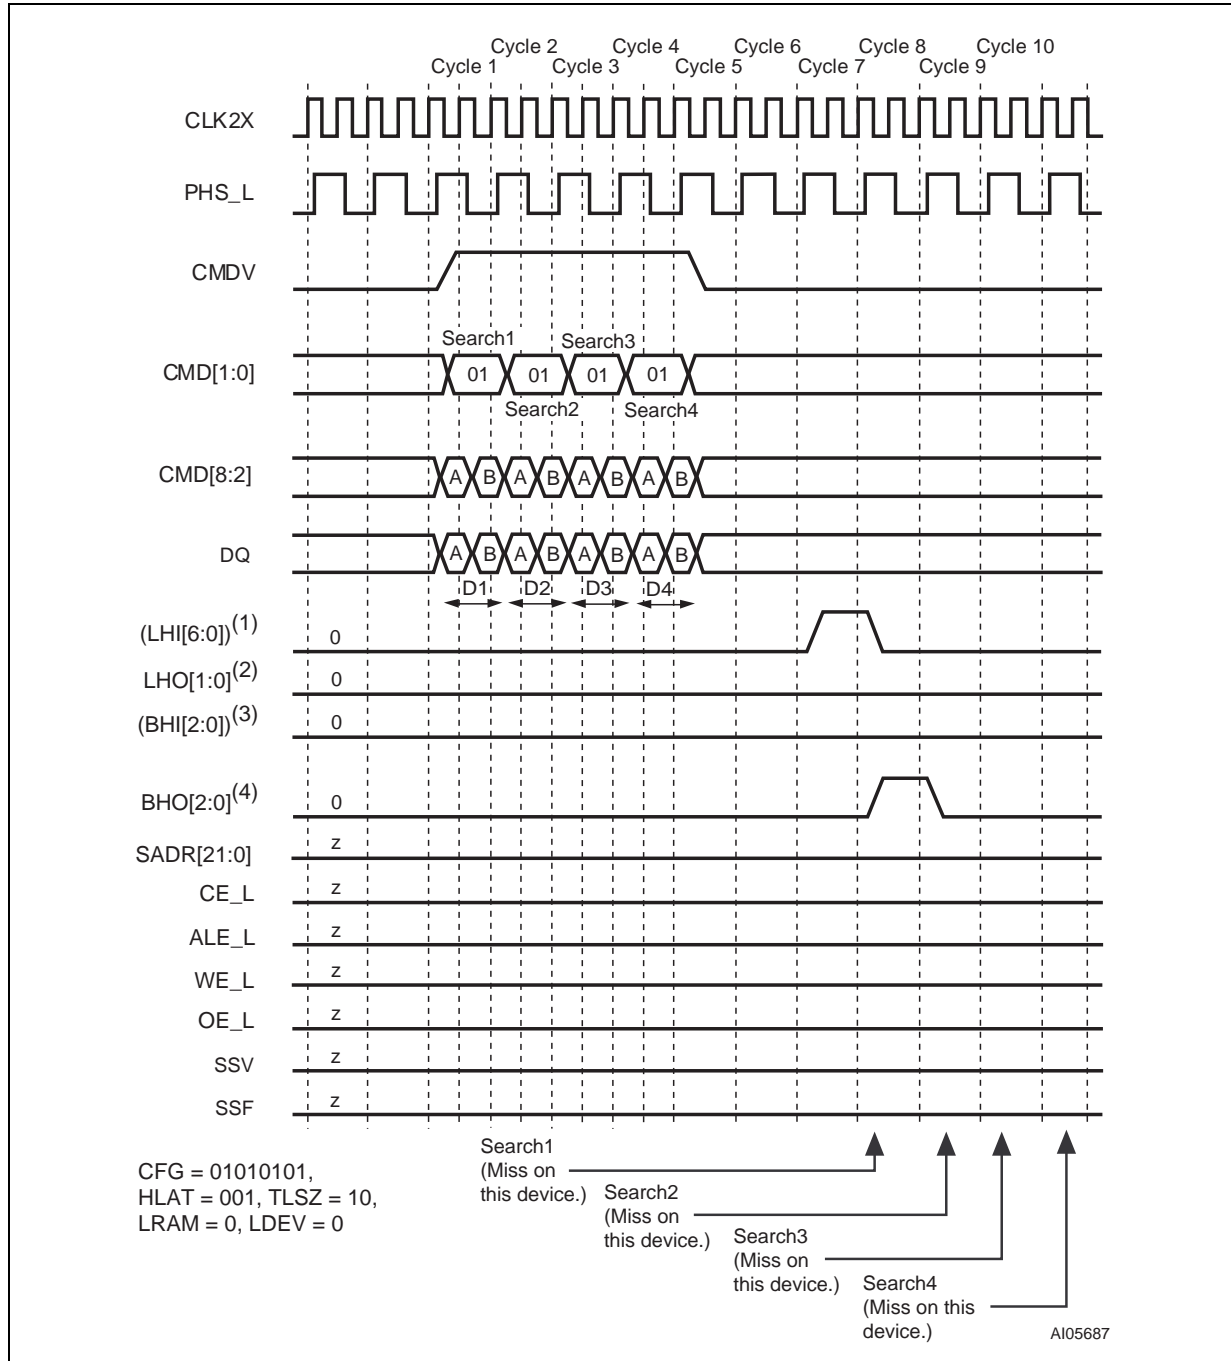 Cycle 2 Cycle 4 Cycle 6 Cycle 8 Cycle 10
Cycle 1 Cycle 3 Cycle 5 Cycle 7 Cycle 9
CLK2X
PHS_L
CMDV
Search1 Search3
CMD[1:0] 01 01 01 01
Search2 Search4
CMD[8:2] A B A B A B A B
DQ A B A B A B A B
D1 D2 D3 D4
(LHI[6:0])(1) 0
LHO[1:0](2) 0
(BHI[2:0])(3) 0
BHO[2:0](4) 0
SADR[21:0] z
CE_L z
ALE_L z
WE_L z
OE_L z
SSV z
SSF z
CFG = 01010101,
HLAT = 001, TLSZ = 10,
LRAM = 0, LDEV = 0
Search1
(Miss on
this device.)
Search2
(Miss on
this device.)
Search3
(Miss on
this device.)
Search4
(Miss on this
device.)
AI05687